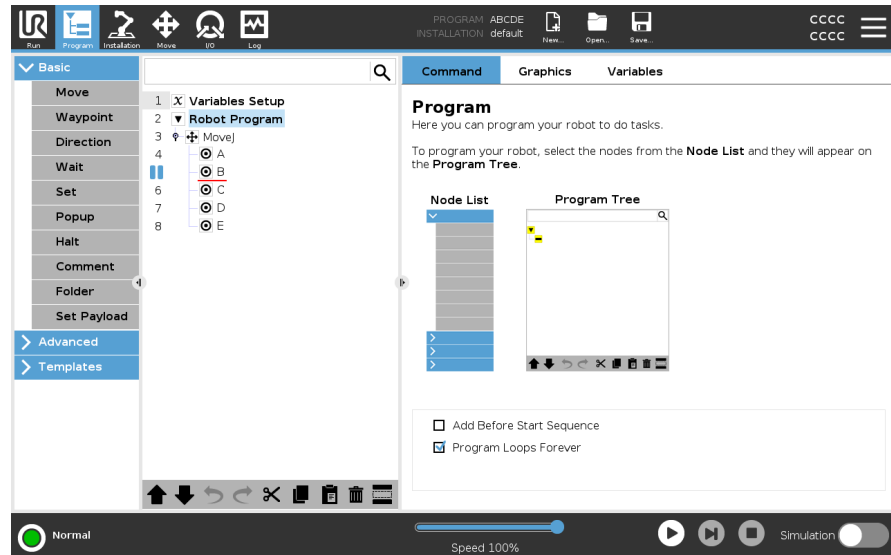 UR
Run
Program
Installation
Move
I/O
Log
PROGRAM ABCDE
INSTALLATION default
New...
Open...
Save...
CCCC
CCCC
Basic
Move
Waypoint
Direction
Wait
Set
Popup
Halt
Comment
Folder
Set Payload
Advanced
Templates
1 X Variables Setup
2 Robot Program
3 MoveJ
4 A
B
6 C
7 D
8 E
Command Graphics Variables
Program
Here you can program your robot to do tasks.
To program your robot, select the nodes from the Node List and they will appear on
the Program Tree.
Node List
Program Tree
Add Before Start Sequence
Program Loops Forever
Normal
Speed 100%
Simulation